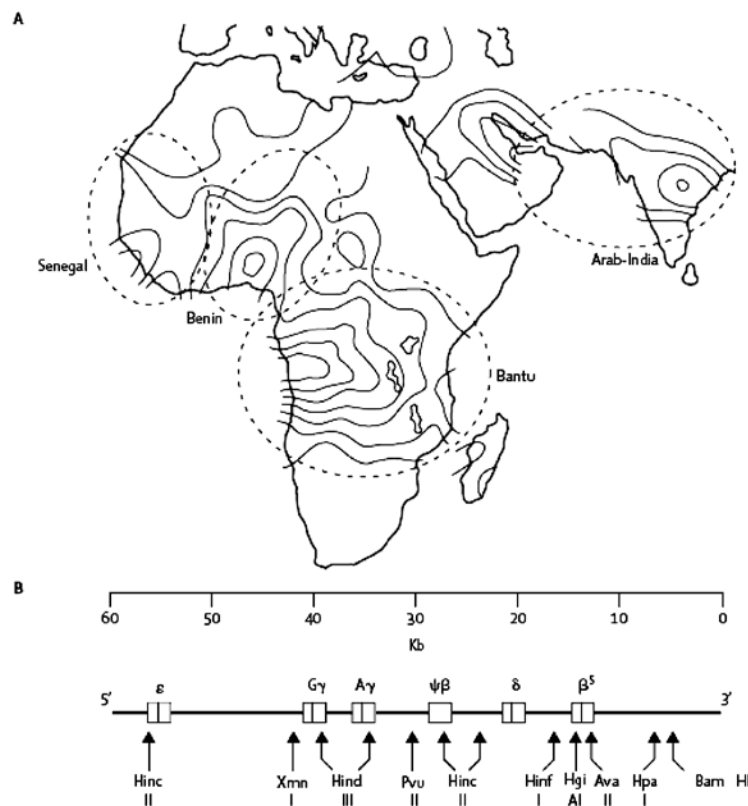 A
Senegal
Benin
Arab-India
Bantu
B
60 50 40 30 20 10 0
Kb
5' ε Gγ Aγ ψβ δ βˢ 3'
Hinc Xmn Hind Pvu Hinc Hinf Hgi Ava Hpa Bam
II I III II II I AI II I